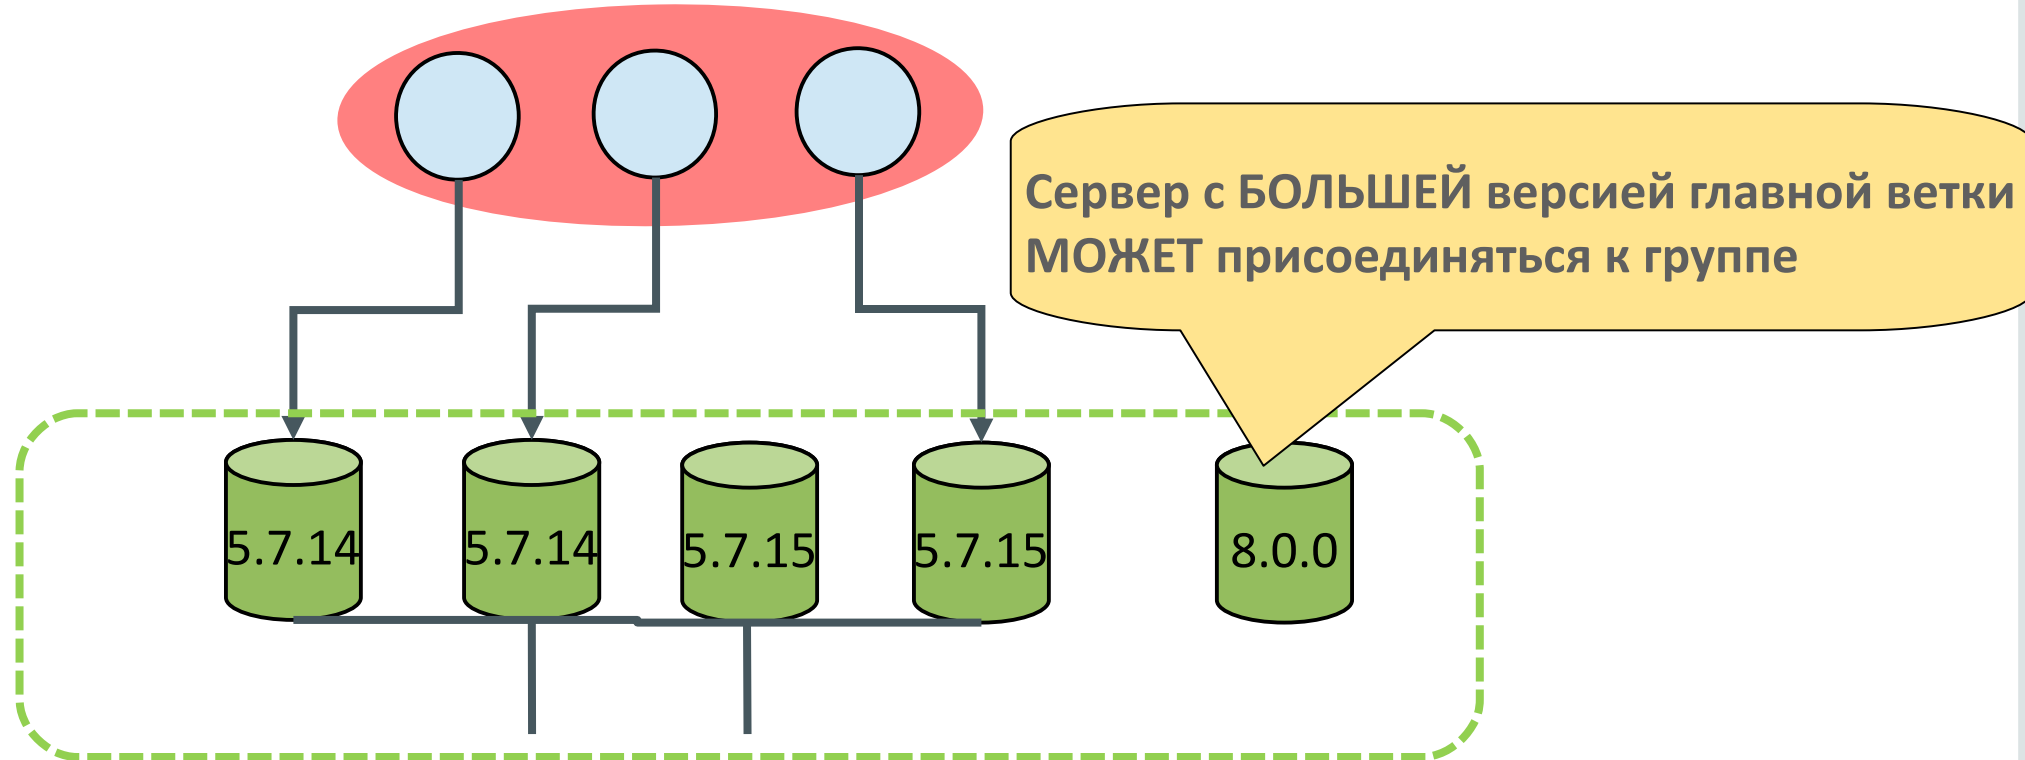 Сервер с БОЛЬШЕЙ версией главной ветки
МОЖЕТ присоединяться к группе
5.7.14
5.7.14
5.7.15
5.7.15
8.0.0